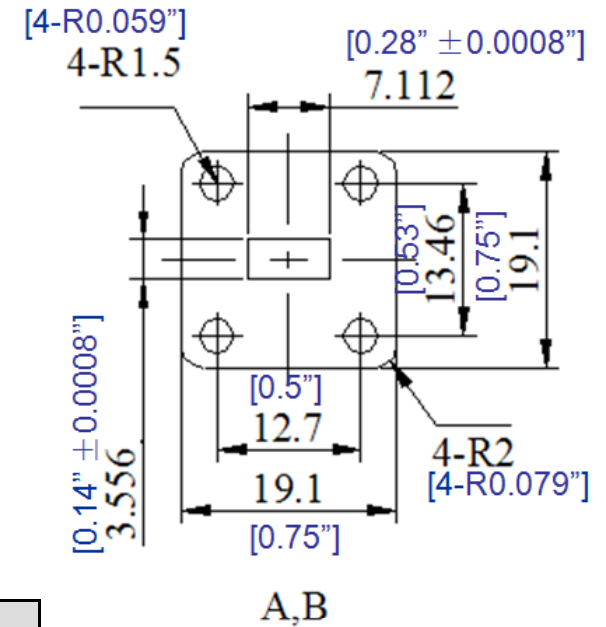 [4-R0.059”]
4-R1.5
[0.28” ±0.0008”]
7.112
[0.53”]
13.46
[0.75”]
19.1
[0.14” ±0.0008”]
3.556
[0.5”]
12.7
4-R2
[4-R0.079”]
19.1
[0.75”]
A,B